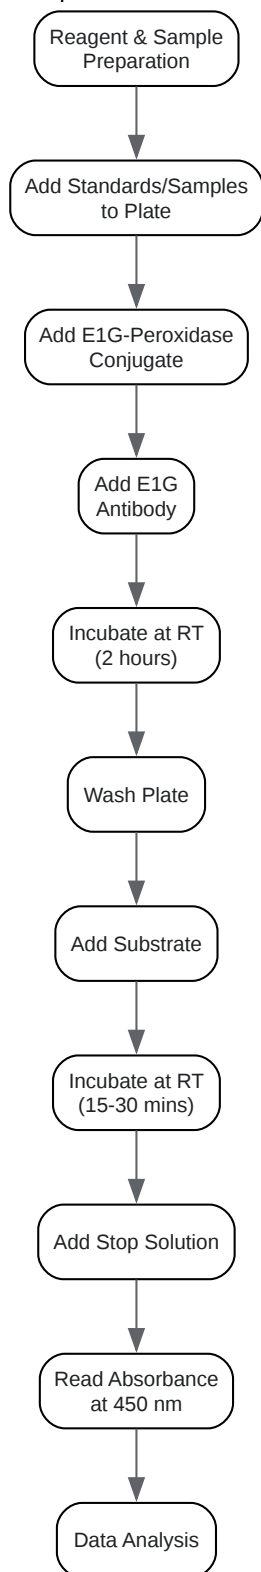 Reagent & Sample
Preparation
Add Standards/Samples
to Plate
Add E1G-Peroxidase
Conjugate
Add E1G
Antibody
Incubate at RT
(2 hours)
Wash Plate
Add Substrate
Incubate at RT
(15-30 mins)
Add Stop Solution
Read Absorbance
at 450 nm
Data Analysis